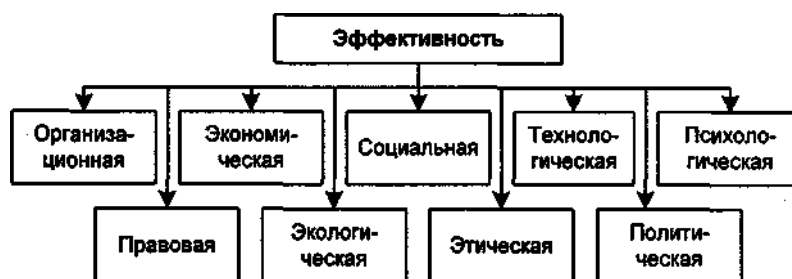 Эффективность
Организа-
ционная
Экономи-
ческая
Социальная
Техноло-
гическая
Психоло-
гическая
Правовая
Экологи-
ческая
Этическая
Полити-
ческая